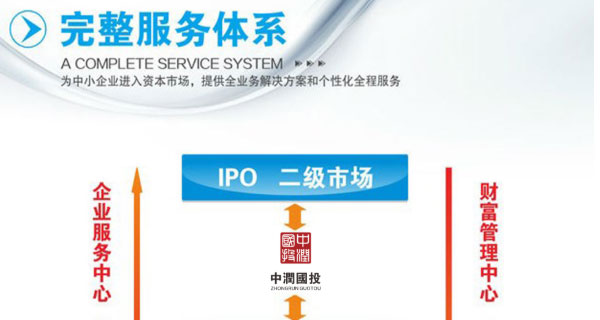 完整服务体系
A COMPLETE SERVICE SYSTEM
为中小企业进入资本市场，提供全业务解决方案和个性化全程服务
IPO 二级市场
企业服务中心
财富管理中心
中潤國投
中潤國投
ZHONGRUN GUOTOU